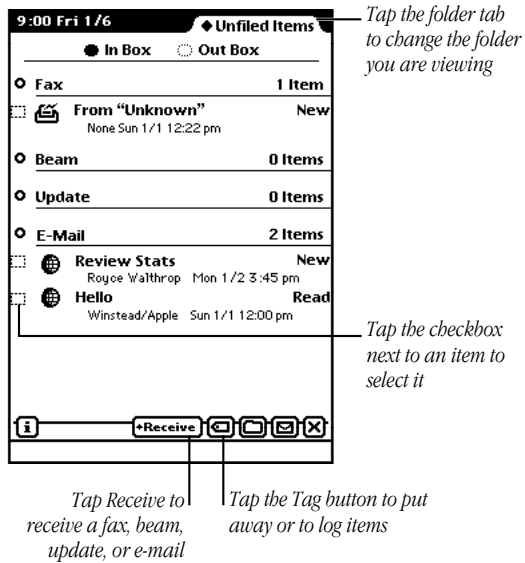 9:00 Fri 1/6
◆Unfiled Items
Tap the folder tab
to change the folder
you are viewing
In Box Out Box
Fax 1 Item
From “Unknown” New
None Sun 1/1 12:22 pm
Beam 0 Items
Update 0 Items
E-Mail 2 Items
Review Stats New
Royce Walthrop Mon 1/2 3:45 pm
Hello Read
Winstead/Apple Sun 1/1 12:00 pm
Tap the checkbox
next to an item to
select it
i ◆Receive
Tap Receive to
receive a fax, beam,
update, or e-mail
Tap the Tag button to put
away or to log items